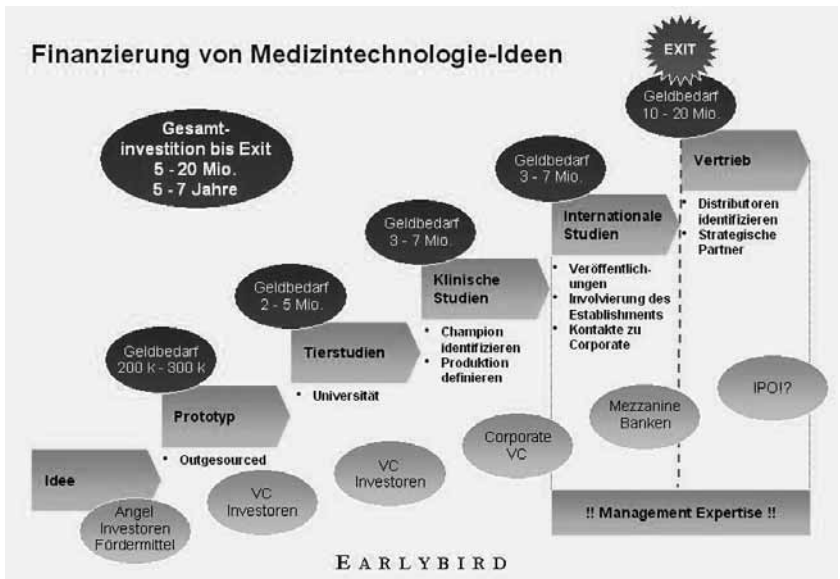 Finanzierung von Medizintechnologie-Ideen
EXIT
Gesamt-
investition bis Exit
5 - 20 Mio.
5 - 7 Jahre
Geldbedarf
10 - 20 Mio.
Vertrieb
• Distributoren
identifizieren
• Strategische
Partner
Geldbedarf
3 - 7 Mio.
Internationale
Studien
• Veröffentlich-
ungen
• Involvierung des
Establishments
• Kontakte zu
Corporate
Geldbedarf
3 - 7 Mio.
Klinische
Studien
• Champion
identifizieren
• Produktion
definieren
Geldbedarf
2 - 5 Mio.
Tierstudien
• Universität
Geldbedarf
200 k - 300 k
Prototyp
• Outgesourced
Idee
Angel
Investoren
Fördermittel
VC
Investoren
VC
Investoren
Corporate
VC
Mezzanine
Banken
IPO!?
!! Management Expertise !!
EARLYBIRD